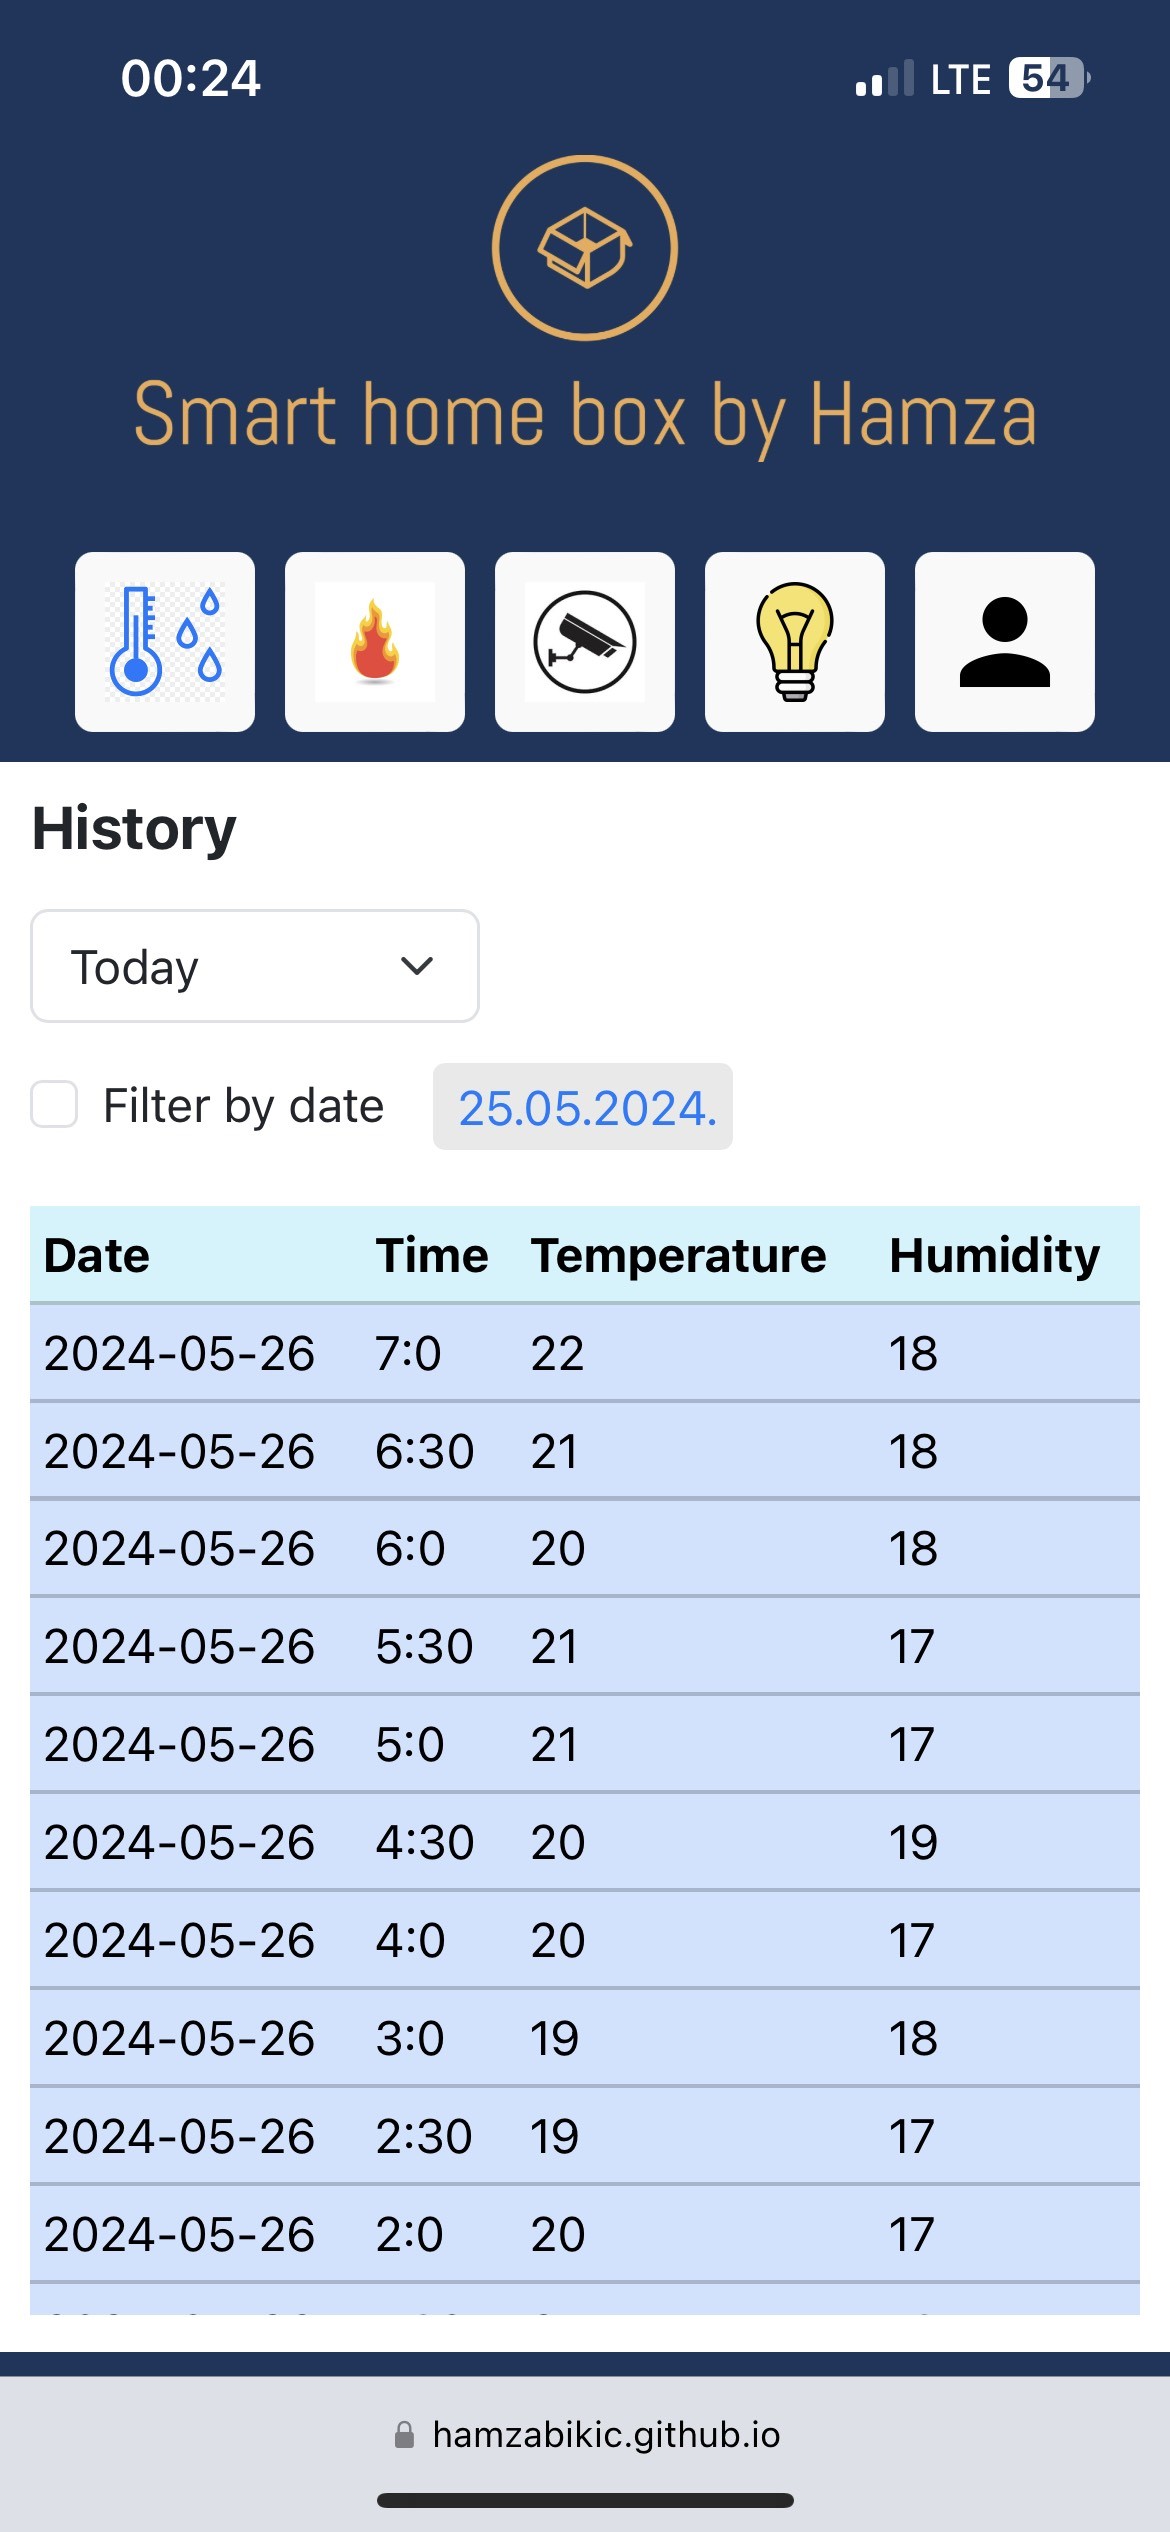 00:24 LTE 54
Smart home box by Hamza
History
Today
Filter by date 25.05.2024.
Date Time Temperature Humidity
2024-05-26 7:0 22 18
2024-05-26 6:30 21 18
2024-05-26 6:0 20 18
2024-05-26 5:30 21 17
2024-05-26 5:0 21 17
2024-05-26 4:30 20 19
2024-05-26 4:0 20 17
2024-05-26 3:0 19 18
2024-05-26 2:30 19 17
2024-05-26 2:0 20 17
hamzabikic.github.io